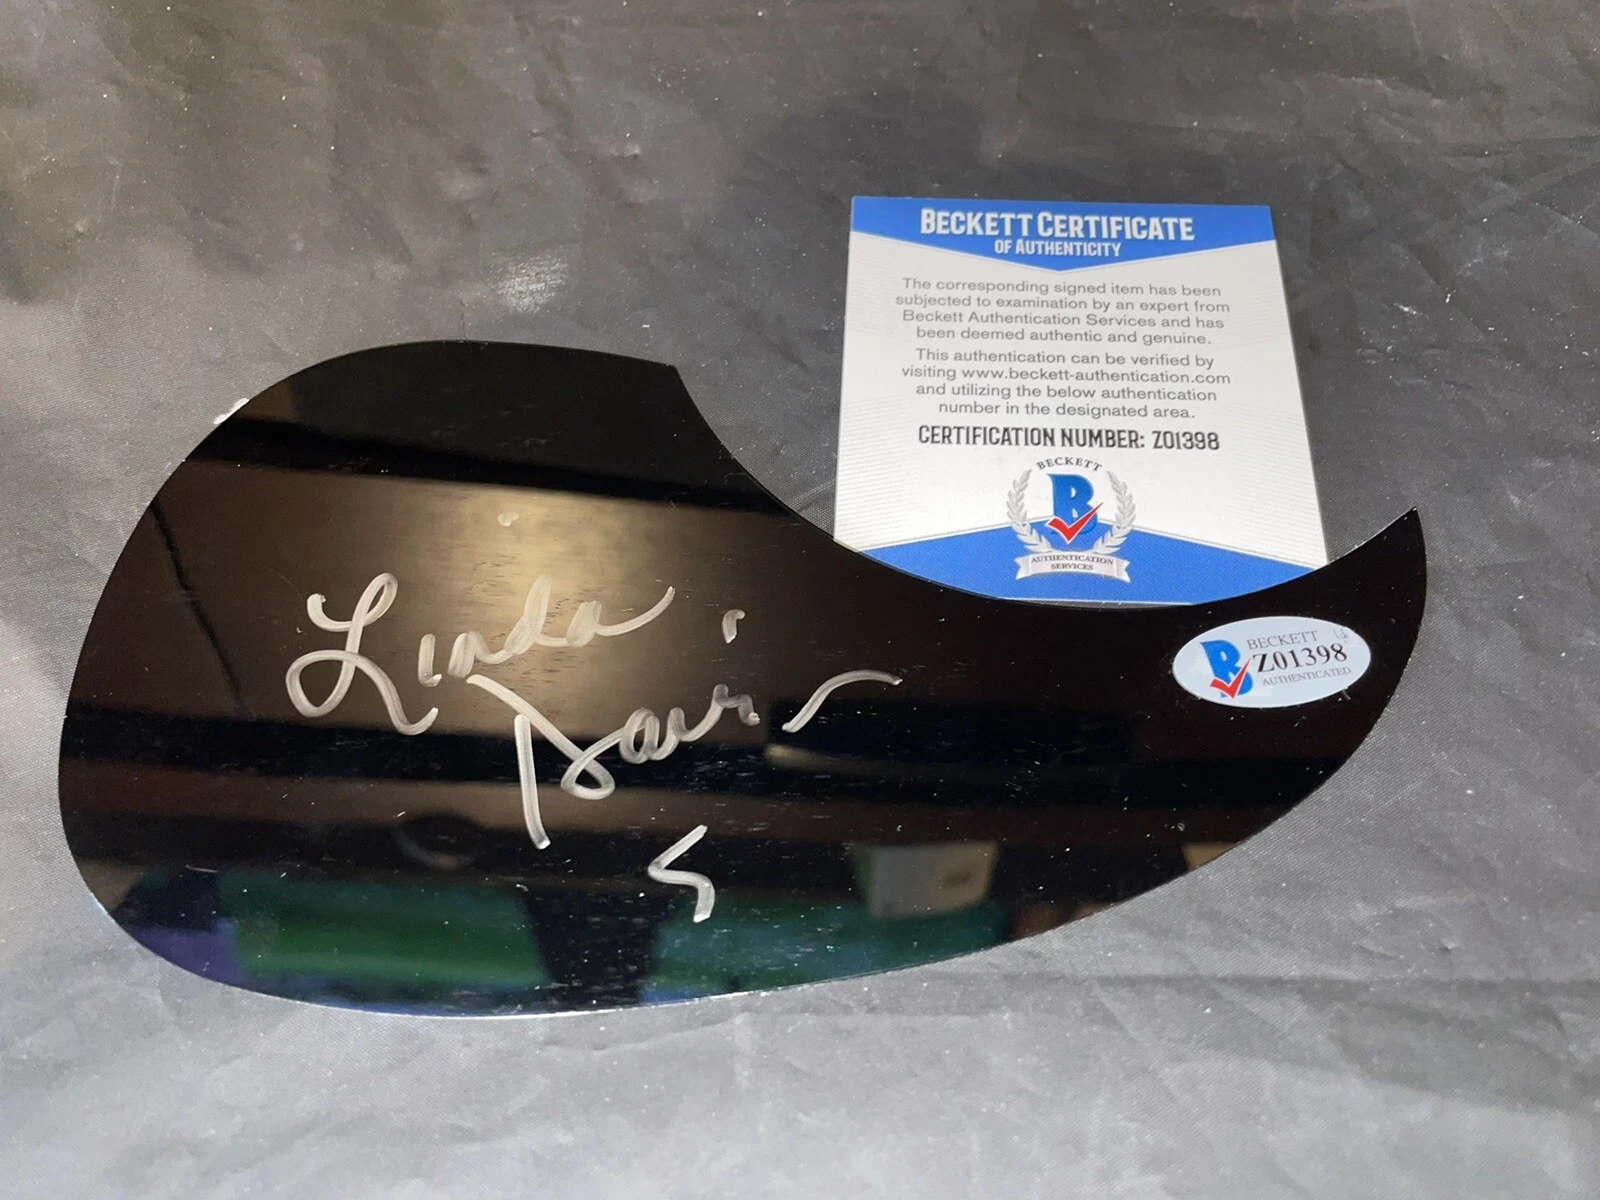 BECKETT CERTIFICATE
OF AUTHENTICITY
The corresponding signed item has been
subjected to examination by an expert from
Beckett Authentication Services and has
been deemed authentic and genuine.
This authentication can be verified by
visiting www.beckett-authentication.com
and utilizing the below authentication
number in the designated area.
CERTIFICATION NUMBER: Z01398
BECKETT
B
AUTHENTICATION
SERVICES
Linda
Davis
B
BECKETT
Z01398
AUTHENTICATED